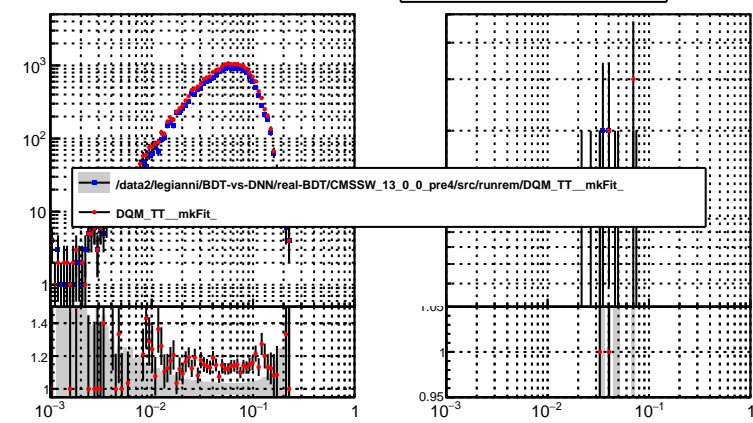 10³
10²
/data2/legianni/BDT-vs-DNN/real-BDT/CMSSW_13_0_0_pre4/src/runrem/DQM_TT__mkFit_
10
DQM_TT__mkFit_
1
1.4
1.05
1.2
1
1
0.95
10⁻³ 10⁻² 10⁻¹ 1
10⁻³ 10⁻² 10⁻¹ 1